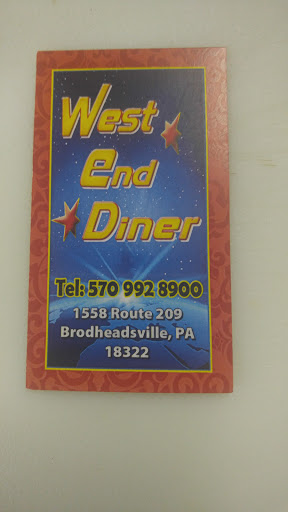 West
end
Diner
Tel: 570 992 8900
1558 Route 209
Brodheadsville, PA
18322